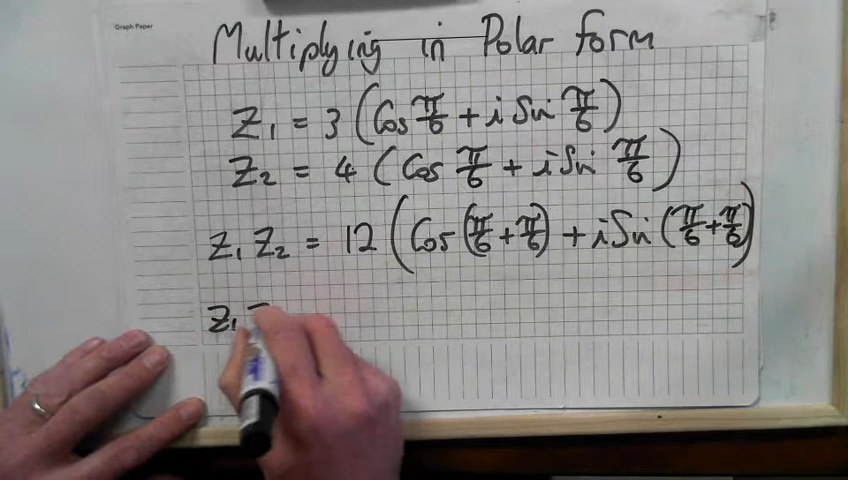 Graph Paper
Multiplying in Polar form
Z₁ = 3 (Cos π/6 + i Sin π/6)
Z₂ = 4 (Cos π/6 + i Sin π/6)
Z₁ Z₂ = 12 (Cos (π/6 + π/6) + i Sin (π/6 + π/6))
Z₁